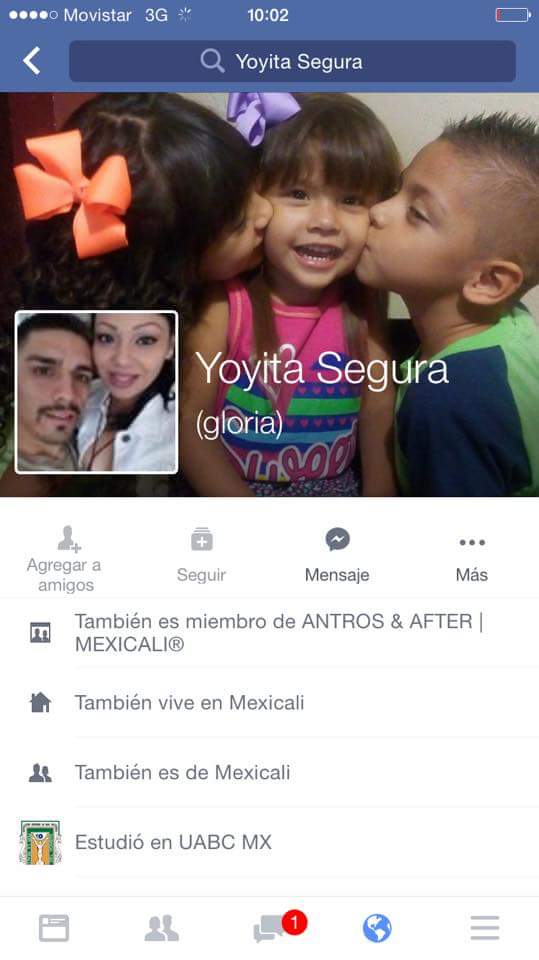 Movistar 3G 10:02
Yoyita Segura
Yoyita Segura
(gloria)
Agregar a
amigos
Seguir
Mensaje
Más
También es miembro de ANTROS & AFTER |
MEXICALI®
También vive en Mexicali
También es de Mexicali
Estudió en UABC MX
1